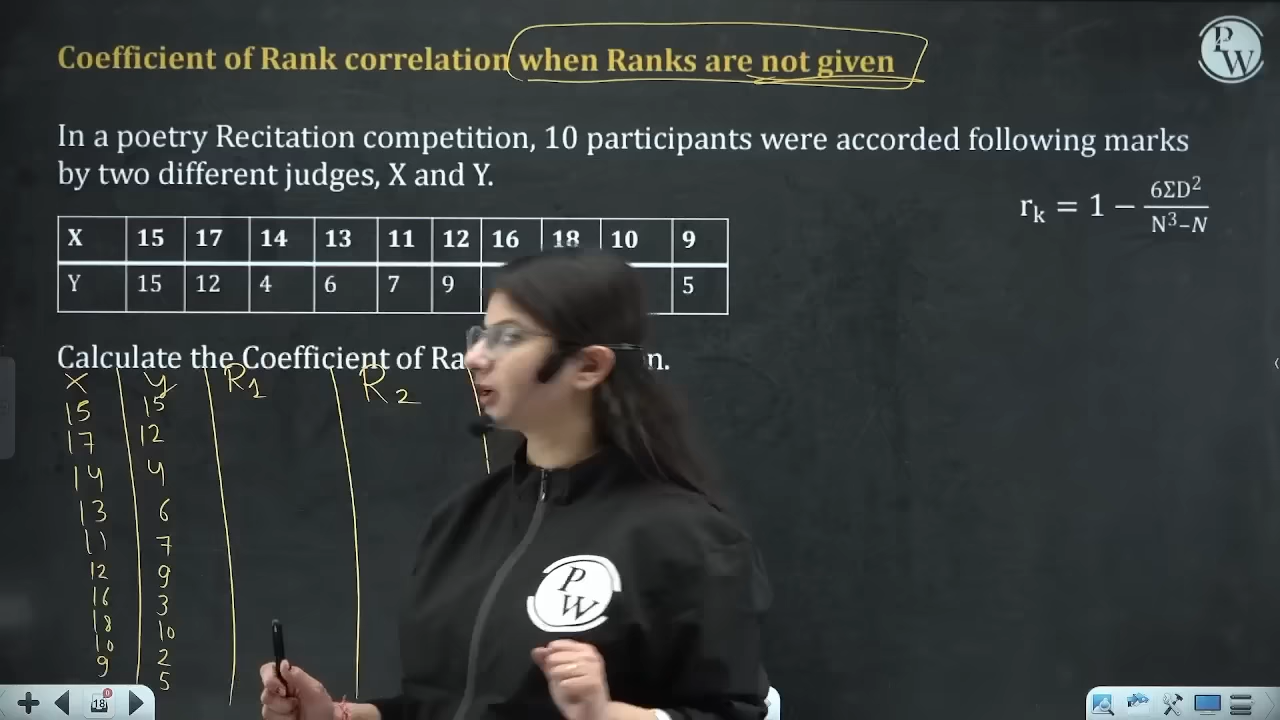 Coefficient of Rank correlation when Ranks are not given
P
W
In a poetry Recitation competition, 10 participants were accorded following marks
by two different judges, X and Y.
r_k = 1 − 6ΣD² / N³−N
X 15 17 14 13 11 12 16 18 10 9
Y 15 12 4 6 7 9 5
Calculate the Coefficient of Ra n.
X Y R1 R2
15 15
17 12
14 4
13 6
11 7
12 9
16 3
18 10
10 2
9 5
P
W
18
0